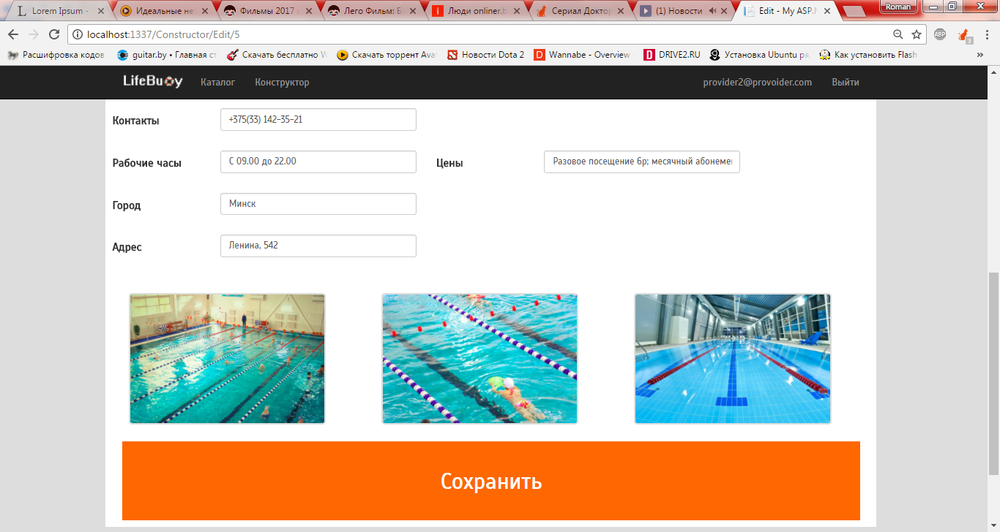 Lorem Ipsum -
Идеальные не
Фильмы 2017
Лего Фильм: Б
Люди onliner.b
Сериал Докто
(1) Новости
Edit - My ASP.N
Roman
localhost:1337/Constructor/Edit/5
ABP
3
Расшифровка кодов
guitar.by • Главная ст
Скачать бесплатно W
Скачать торрент Ava
Новости Dota 2
Wannabe - Overview
DRIVE2.RU
Установка Ubuntu ря
Как установить Flash
»
LifeBuoy
Каталог
Конструктор
provider2@provoider.com
Выйти
Контакты
+375(33) 142-35-21
Рабочие часы
С 09.00 до 22.00
Цены
Разовое посещение 6р; месячный абонемен
Город
Минск
Адрес
Ленина, 542
Сохранить